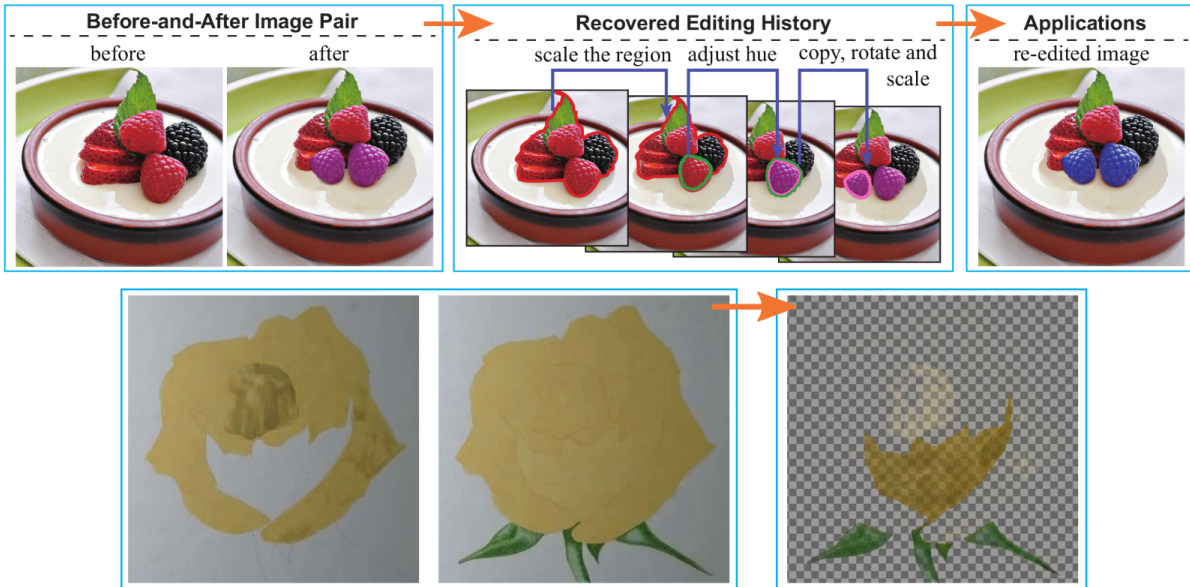 Before-and-After Image Pair
Recovered Editing History
Applications
before
after
scale the region
adjust hue
copy, rotate and
scale
re-edited image